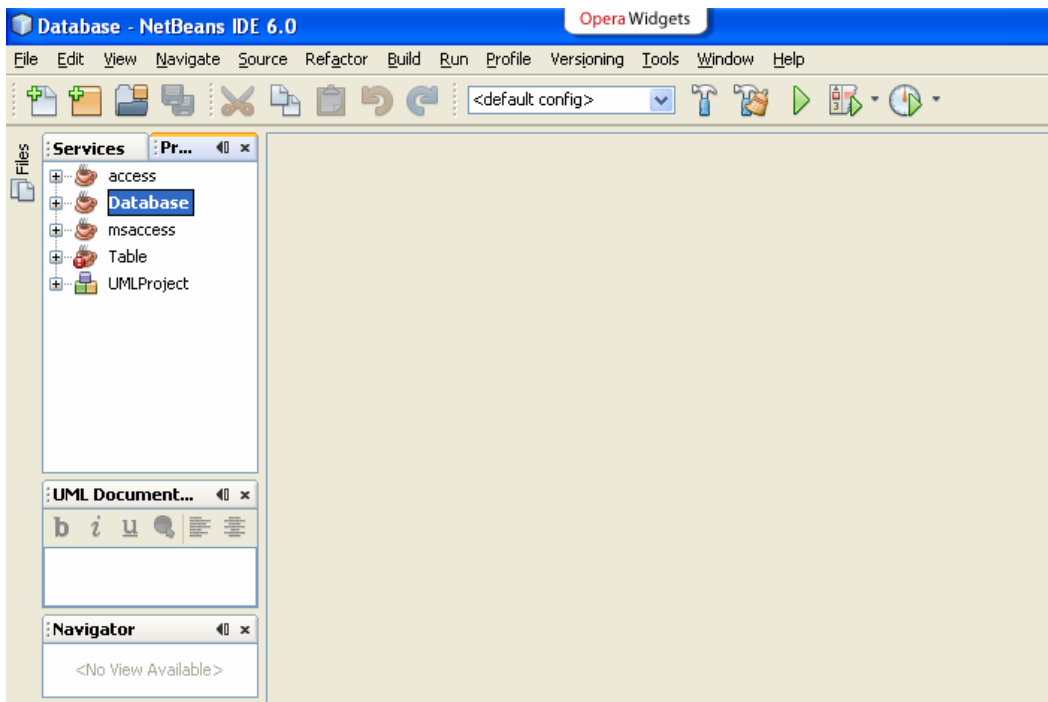 Database - NetBeans IDE 6.0
Opera Widgets
File Edit View Navigate Source Refactor Build Run Profile Versioning Tools Window Help
<default config>
Files
Services Pr...
access
Database
msaccess
Table
UMLProject
UML Document...
b i u
Navigator
<No View Available>